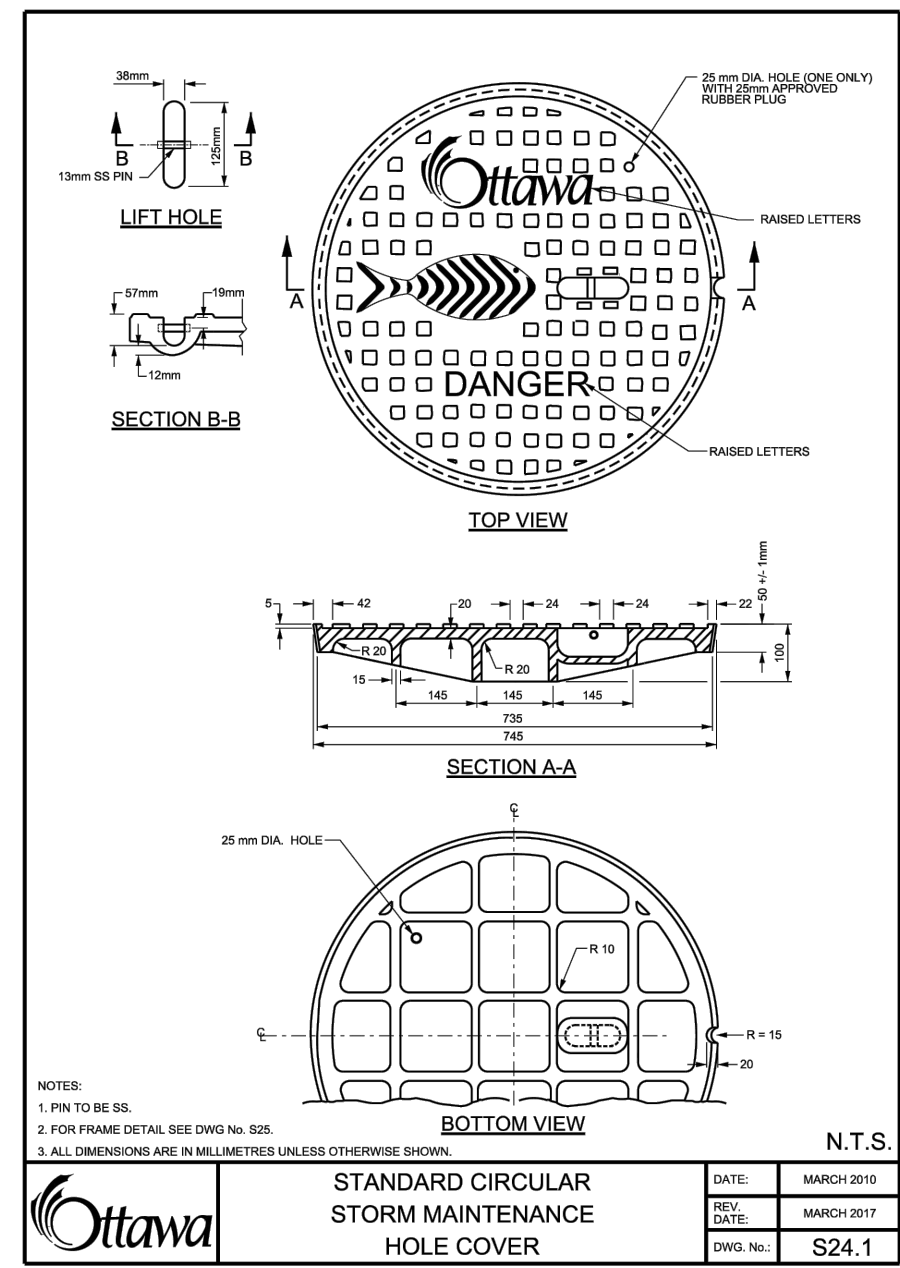 38mm
125mm
B
B
13mm SS PIN
LIFT HOLE
57mm
19mm
12mm
SECTION B-B
25 mm DIA. HOLE (ONE ONLY)
WITH 25mm APPROVED
RUBBER PLUG
Ottawa
RAISED LETTERS
A
A
DANGER
RAISED LETTERS
TOP VIEW
5
42
20
24
24
50 +/- 1mm
22
100
R 20
R 20
15
145
145
145
735
745
SECTION A-A
CL
25 mm DIA. HOLE
R 10
CL
R = 15
20
BOTTOM VIEW
NOTES:
1. PIN TO BE SS.
2. FOR FRAME DETAIL SEE DWG No. S25.
3. ALL DIMENSIONS ARE IN MILLIMETRES UNLESS OTHERWISE SHOWN.
N.T.S.
Ottawa
STANDARD CIRCULAR
STORM MAINTENANCE
HOLE COVER
DATE:
MARCH 2010
REV.
DATE:
MARCH 2017
DWG. No.:
S24.1